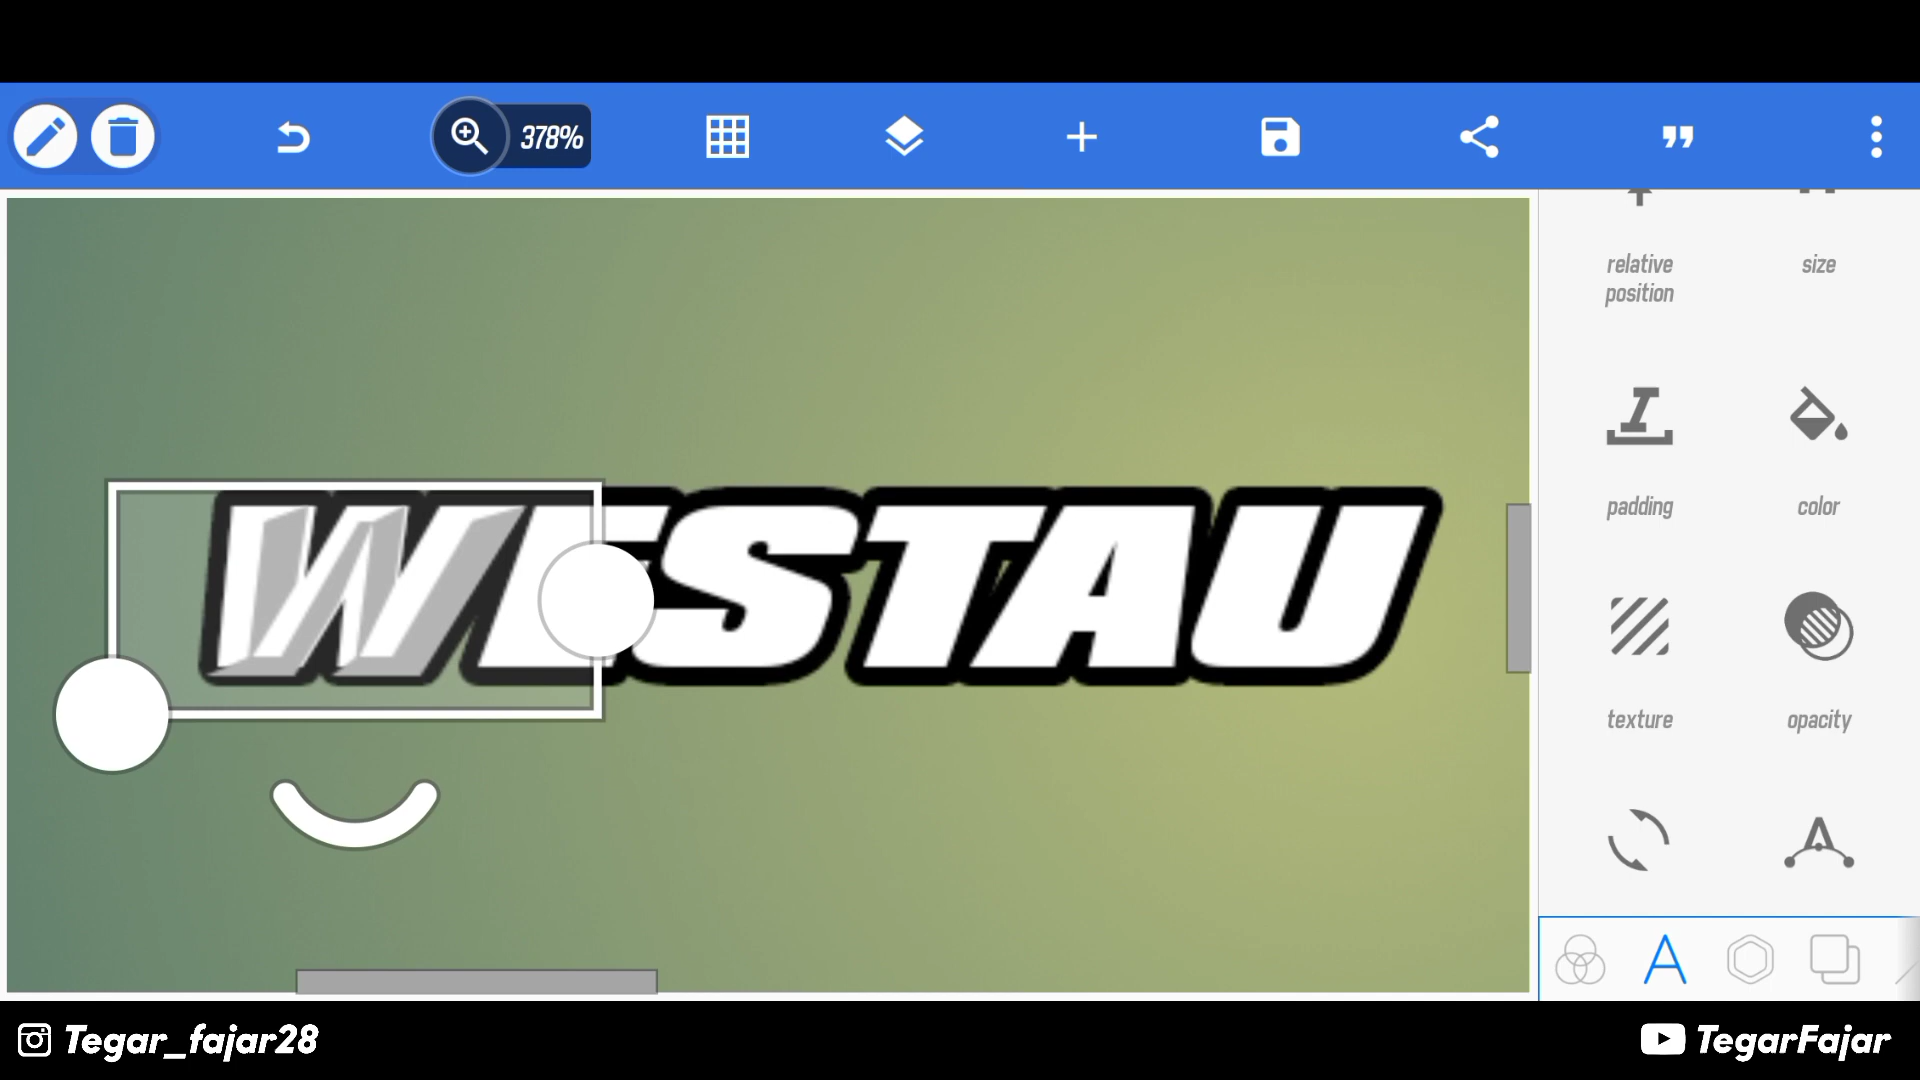 378%
relative
position
size
padding
color
WESTAU
texture
opacity
Tegar_fajar28
TegarFajar